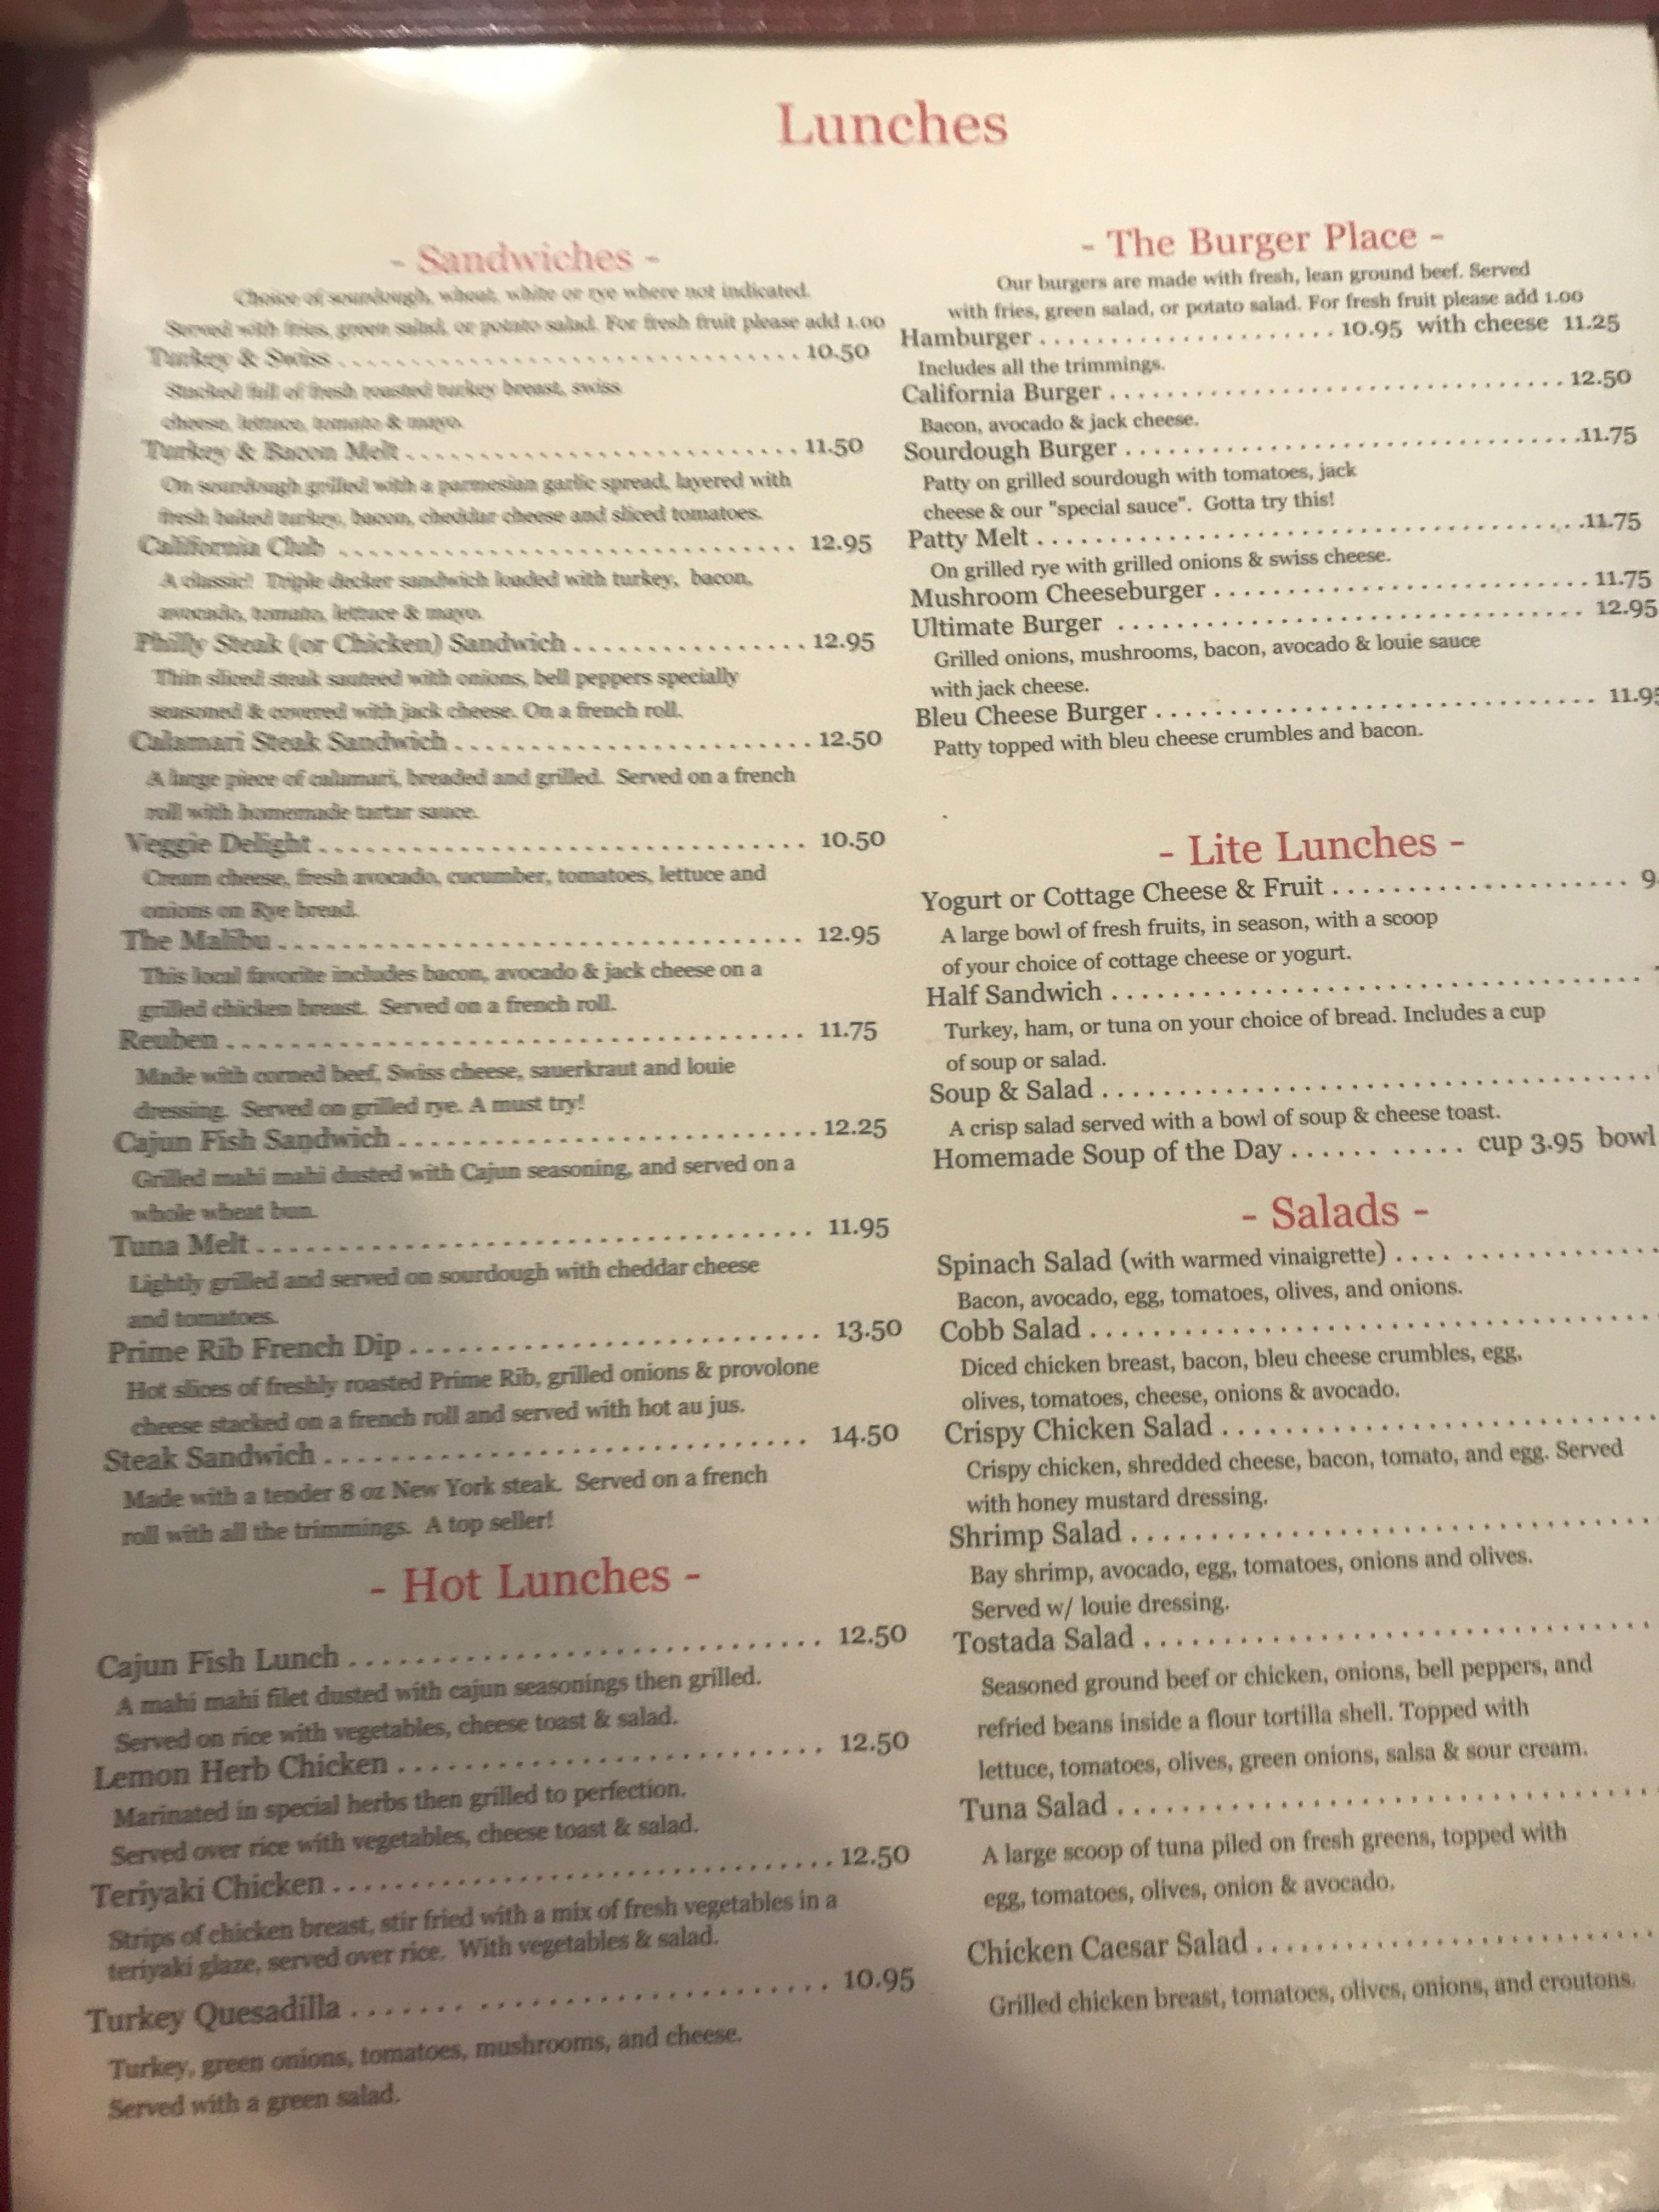 Lunches
- Sandwiches -
Choice of sourdough, wheat, white or rye where not indicated.
Served with fries, green salad, or potato salad. For fresh fruit please add 1.00
Turkey & Swiss . . . . . . . . . . . . . . . . . . . . . . . . . . . . . 10.50
Stacked full of fresh roasted turkey breast, swiss
cheese, lettuce, tomato & mayo.
Turkey & Bacon Melt . . . . . . . . . . . . . . . . . . . . . . . . . 11.50
On sourdough grilled with a parmesian garlic spread, layered with
fresh baked turkey, bacon, cheddar cheese and sliced tomatoes.
California Club . . . . . . . . . . . . . . . . . . . . . . . . . . . . 12.95
A classic! Triple decker sandwich loaded with turkey, bacon,
avocado, tomato, lettuce & mayo.
Philly Steak (or Chicken) Sandwich . . . . . . . . . . . . . . . 12.95
Thin sliced steak sauteed with onions, bell peppers specially
seasoned & covered with jack cheese. On a french roll.
Calamari Steak Sandwich . . . . . . . . . . . . . . . . . . . . . . 12.50
A large piece of calamari, breaded and grilled. Served on a french
roll with homemade tartar sauce.
Veggie Delight . . . . . . . . . . . . . . . . . . . . . . . . . . . . . . 10.50
Cream cheese, fresh avocado, cucumber, tomatoes, lettuce and
onions on Rye bread.
The Malibu . . . . . . . . . . . . . . . . . . . . . . . . . . . . . . . . 12.95
This local favorite includes bacon, avocado & jack cheese on a
grilled chicken breast. Served on a french roll.
Reuben . . . . . . . . . . . . . . . . . . . . . . . . . . . . . . . . . . . 11.75
Made with corned beef, Swiss cheese, sauerkraut and louie
dressing. Served on grilled rye. A must try!
Cajun Fish Sandwich . . . . . . . . . . . . . . . . . . . . . . . . . . 12.25
Grilled mahi mahi dusted with Cajun seasoning, and served on a
whole wheat bun.
Tuna Melt . . . . . . . . . . . . . . . . . . . . . . . . . . . . . . . . . . 11.95
Lightly grilled and served on sourdough with cheddar cheese
and tomatoes.
Prime Rib French Dip . . . . . . . . . . . . . . . . . . . . . . . . . 13.50
Hot slices of freshly roasted Prime Rib, grilled onions & provolone
cheese stacked on a french roll and served with hot au jus.
Steak Sandwich . . . . . . . . . . . . . . . . . . . . . . . . . . . . . 14.50
Made with a tender 8 oz New York steak. Served on a french
roll with all the trimmings. A top seller!
- Hot Lunches -
Cajun Fish Lunch . . . . . . . . . . . . . . . . . . . . . . . . . . . . 12.50
A mahi mahi filet dusted with cajun seasonings then grilled.
Served on rice with vegetables, cheese toast & salad.
Lemon Herb Chicken . . . . . . . . . . . . . . . . . . . . . . . . . 12.50
Marinated in special herbs then grilled to perfection.
Served over rice with vegetables, cheese toast & salad.
Teriyaki Chicken . . . . . . . . . . . . . . . . . . . . . . . . . . . . 12.50
Strips of chicken breast, stir fried with a mix of fresh vegetables in a
teriyaki glaze, served over rice. With vegetables & salad.
Turkey Quesadilla . . . . . . . . . . . . . . . . . . . . . . . . . . . 10.95
Turkey, green onions, tomatoes, mushrooms, and cheese.
Served with a green salad.
- The Burger Place -
Our burgers are made with fresh, lean ground beef. Served
with fries, green salad, or potato salad. For fresh fruit please add 1.00
Hamburger . . . . . . . . . . . . . . . . . . . 10.95 with cheese 11.25
Includes all the trimmings.
California Burger . . . . . . . . . . . . . . . . . . . . . . . . . . . . 12.50
Bacon, avocado & jack cheese.
Sourdough Burger . . . . . . . . . . . . . . . . . . . . . . . . . . . .11.75
Patty on grilled sourdough with tomatoes, jack
cheese & our "special sauce". Gotta try this!
Patty Melt . . . . . . . . . . . . . . . . . . . . . . . . . . . . . . . . . .11.75
On grilled rye with grilled onions & swiss cheese.
Mushroom Cheeseburger . . . . . . . . . . . . . . . . . . . . . . . 11.75
Ultimate Burger . . . . . . . . . . . . . . . . . . . . . . . . . . . . . 12.95
Grilled onions, mushrooms, bacon, avocado & louie sauce
with jack cheese.
Bleu Cheese Burger . . . . . . . . . . . . . . . . . . . . . . . . . . . 11.95
Patty topped with bleu cheese crumbles and bacon.
- Lite Lunches -
Yogurt or Cottage Cheese & Fruit . . . . . . . . . . . . . . . . . . . 9
A large bowl of fresh fruits, in season, with a scoop
of your choice of cottage cheese or yogurt.
Half Sandwich . . . . . . . . . . . . . . . . . . . . . . . . . . . . . . . . .
Turkey, ham, or tuna on your choice of bread. Includes a cup
of soup or salad.
Soup & Salad . . . . . . . . . . . . . . . . . . . . . . . . . . . . . . . . . .
A crisp salad served with a bowl of soup & cheese toast.
Homemade Soup of the Day . . . . . . . . . . . cup 3.95 bowl
- Salads -
Spinach Salad (with warmed vinaigrette) . . . . . . . . . . . . . . .
Bacon, avocado, egg, tomatoes, olives, and onions.
Cobb Salad . . . . . . . . . . . . . . . . . . . . . . . . . . . . . . . . . . .
Diced chicken breast, bacon, bleu cheese crumbles, egg,
olives, tomatoes, cheese, onions & avocado.
Crispy Chicken Salad . . . . . . . . . . . . . . . . . . . . . . . . . . .
Crispy chicken, shredded cheese, bacon, tomato, and egg. Served
with honey mustard dressing.
Shrimp Salad . . . . . . . . . . . . . . . . . . . . . . . . . . . . . . . . .
Bay shrimp, avocado, egg, tomatoes, onions and olives.
Served w/ louie dressing.
Tostada Salad . . . . . . . . . . . . . . . . . . . . . . . . . . . . . . . .
Seasoned ground beef or chicken, onions, bell peppers, and
refried beans inside a flour tortilla shell. Topped with
lettuce, tomatoes, olives, green onions, salsa & sour cream.
Tuna Salad . . . . . . . . . . . . . . . . . . . . . . . . . . . . . . . . . .
A large scoop of tuna piled on fresh greens, topped with
egg, tomatoes, olives, onion & avocado.
Chicken Caesar Salad . . . . . . . . . . . . . . . . . . . . . . . . .
Grilled chicken breast, tomatoes, olives, onions, and croutons.